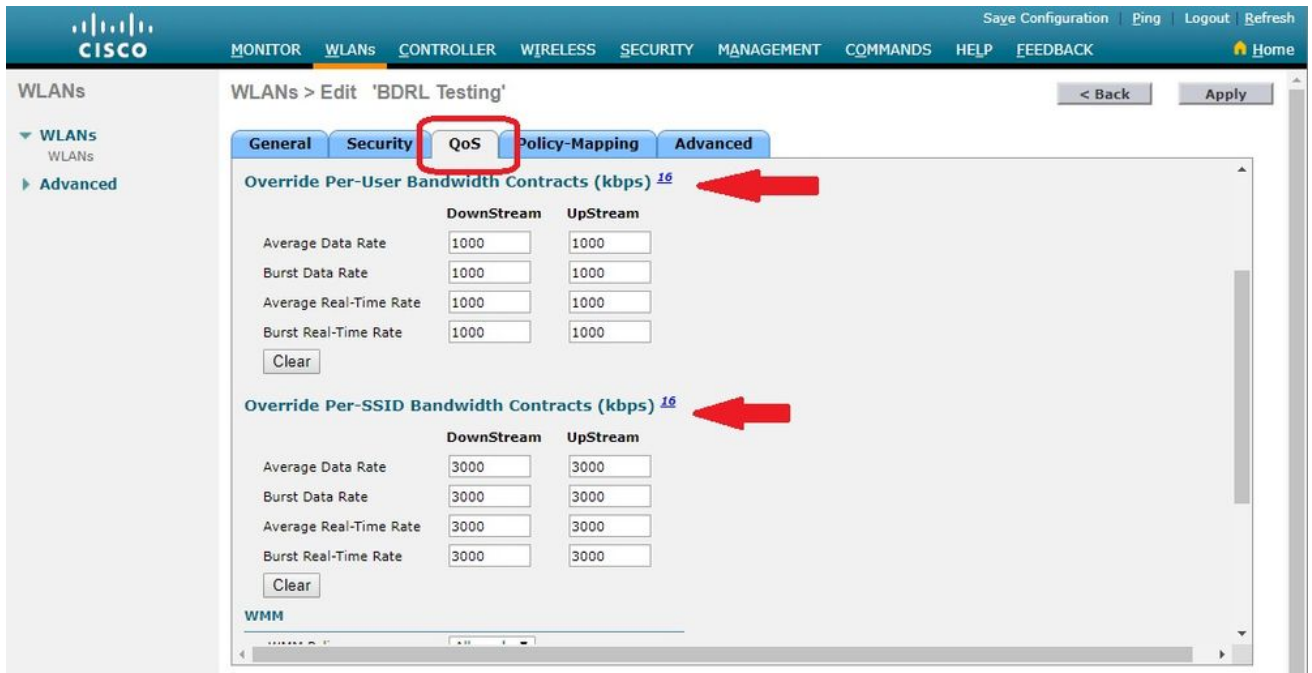 Save Configuration | Ping | Logout | Refresh
CISCO
MONITOR WLANs CONTROLLER WIRELESS SECURITY MANAGEMENT COMMANDS HELP FEEDBACK Home
WLANs
WLANs > Edit 'BDRL Testing'
< Back
Apply
WLANs
WLANs
Advanced
General Security QoS Policy-Mapping Advanced
Override Per-User Bandwidth Contracts (kbps) 16
DownStream UpStream
Average Data Rate 1000 1000
Burst Data Rate 1000 1000
Average Real-Time Rate 1000 1000
Burst Real-Time Rate 1000 1000
Clear
Override Per-SSID Bandwidth Contracts (kbps) 16
DownStream UpStream
Average Data Rate 3000 3000
Burst Data Rate 3000 3000
Average Real-Time Rate 3000 3000
Burst Real-Time Rate 3000 3000
Clear
WMM